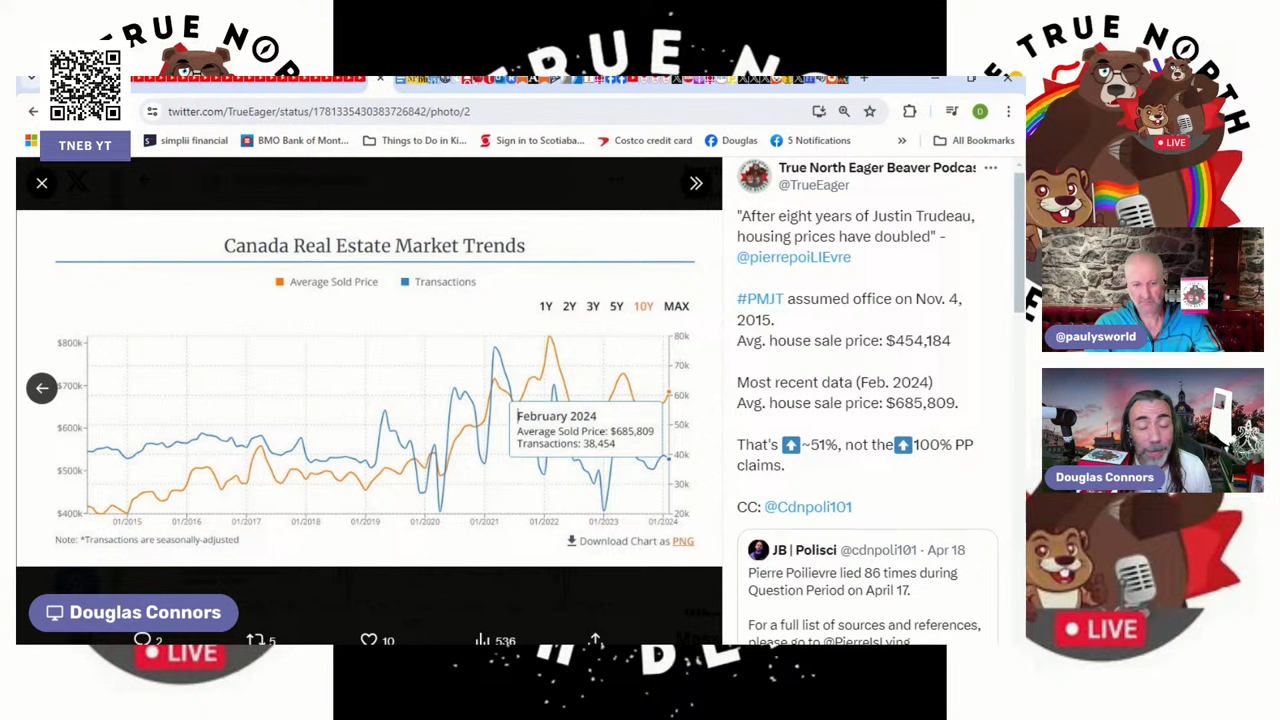 TRUE NOR
TRUE N
TRUE NORTH
LIVE
TNEB YT
twitter.com/TrueEager/status/1781335430383726842/photo/2
simplii financial
BMO Bank of Mont...
Things to Do in Ki...
Sign in to Scotiaba...
Costco credit card
Douglas
5 Notifications
»
All Bookmarks
Canada Real Estate Market Trends
Average Sold Price
Transactions
1Y 2Y 3Y 5Y 10Y MAX
$800k
$700k
$600k
$500k
$400k
80k
70k
60k
50k
40k
30k
20k
February 2024
Average Sold Price: $685,809
Transactions: 38,454
01/2015 01/2016 01/2017 01/2018 01/2019 01/2020 01/2021 01/2022 01/2023 01/2024
Note: *Transactions are seasonally-adjusted
Download Chart as PNG
2
5
10
536
Douglas Connors
True North Eager Beaver Podcas
@TrueEager
"After eight years of Justin Trudeau,
housing prices have doubled" -
@pierrepoiLIEvre
#PMJT assumed office on Nov. 4,
2015.
Avg. house sale price: $454,184
Most recent data (Feb. 2024)
Avg. house sale price: $685,809.
That's ⬆~51%, not the ⬆100% PP
claims.
CC: @Cdnpoli101
JB | Polisci @cdnpoli101 · Apr 18
Pierre Poilievre lied 86 times during
Question Period on April 17.
For a full list of sources and references,
please go to @PierreIsLying
@paulysworld
Douglas Connors
LIVE
LIVE